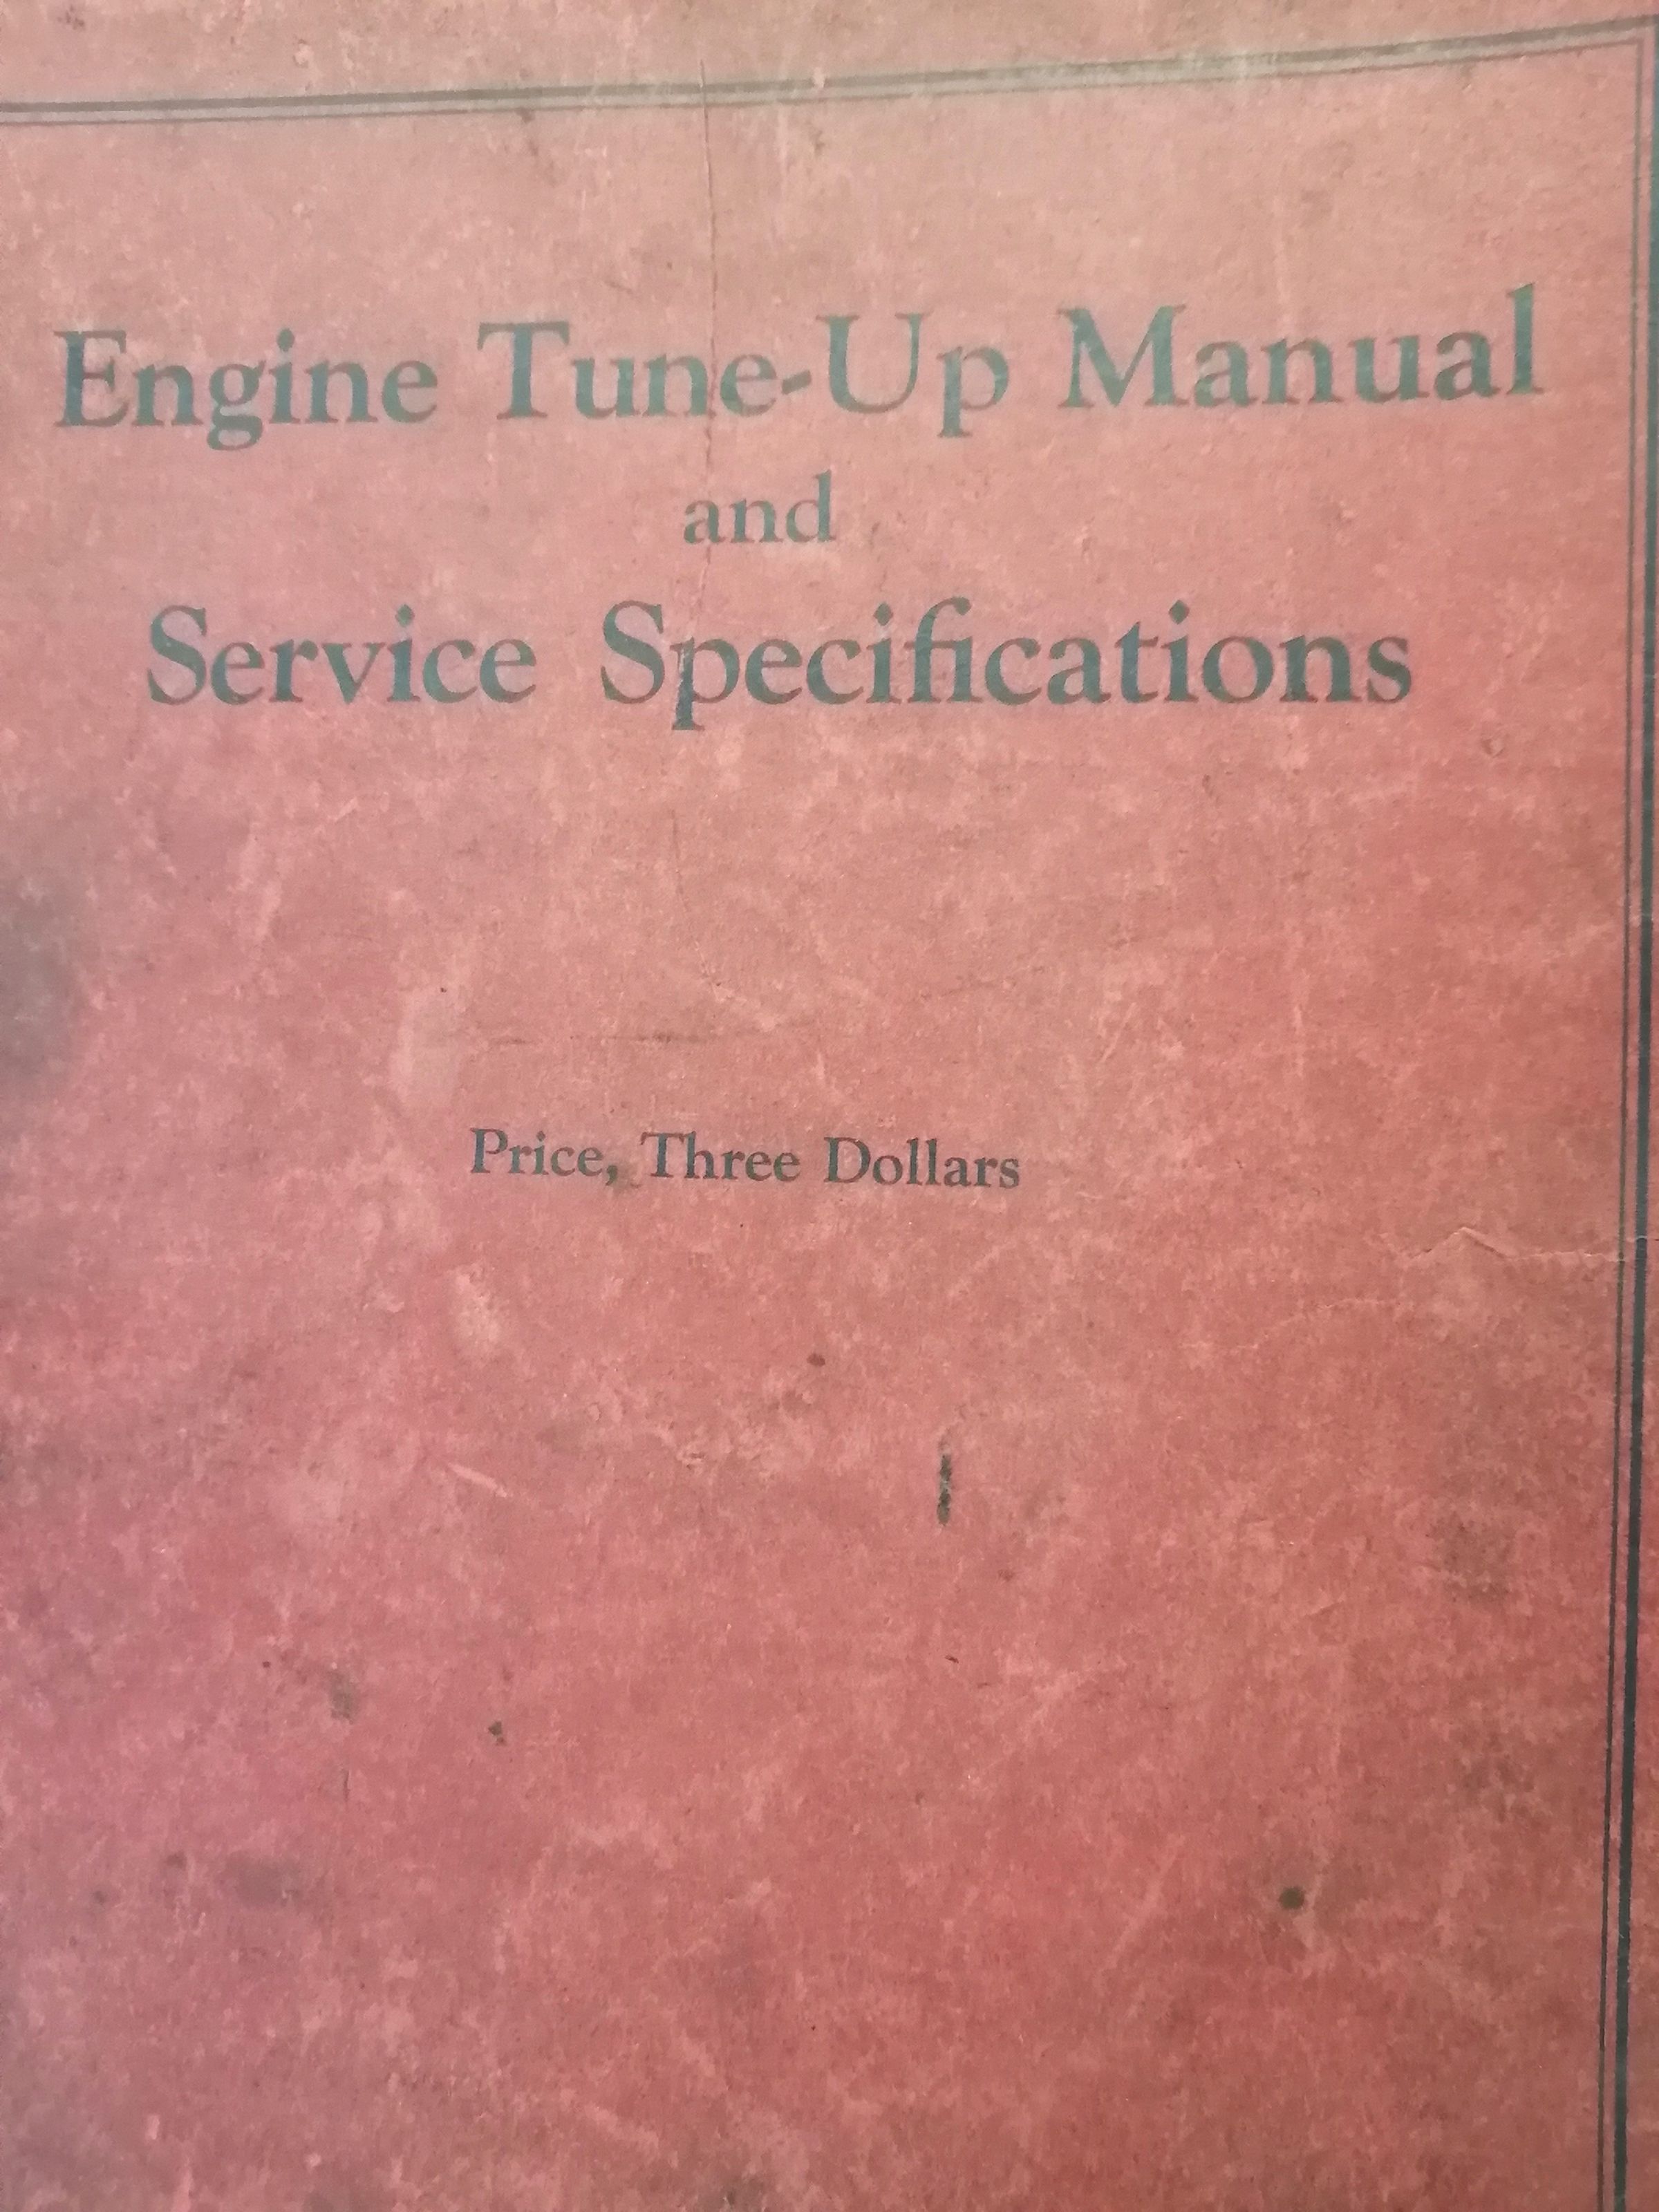 Engine Tune-Up Manual
and
Service Specifications
Price, Three Dollars